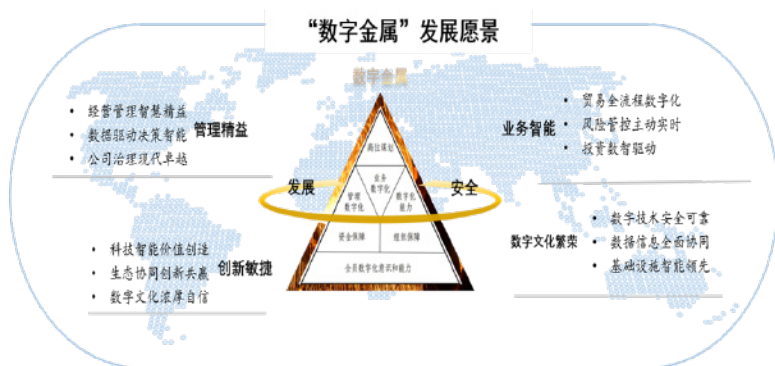 “数字金属”发展愿景
数字金属
经营管理智慧精益
数据驱动决策智能
公司治理现代卓越
管理精益
业务智能
贸易全流程数字化
风险管控主动实时
投资数智驱动
高位谋划
发展
安全
业务
数字化
管理
数字化
数字化
能力
资金保障
组织保障
全员数字化意识和能力
科技智能价值创造
生态协同创新共赢
数字文化浓厚自信
创新敏捷
数字文化繁荣
数字技术安全可靠
数据信息全面协同
基础设施智能领先